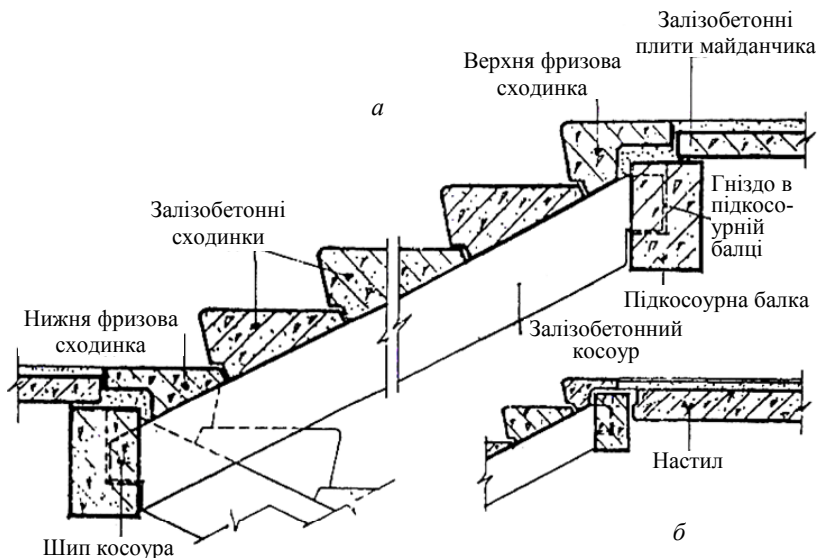 Залізобетонні
плити майданчика
Верхня фризова
сходинка
а
Гніздо в
підкосо-
урній
балці
Залізобетонні
сходинки
Підкосоурна балка
Нижня фризова
сходинка
Залізобетонний
косоур
Настил
Шип косоура
б